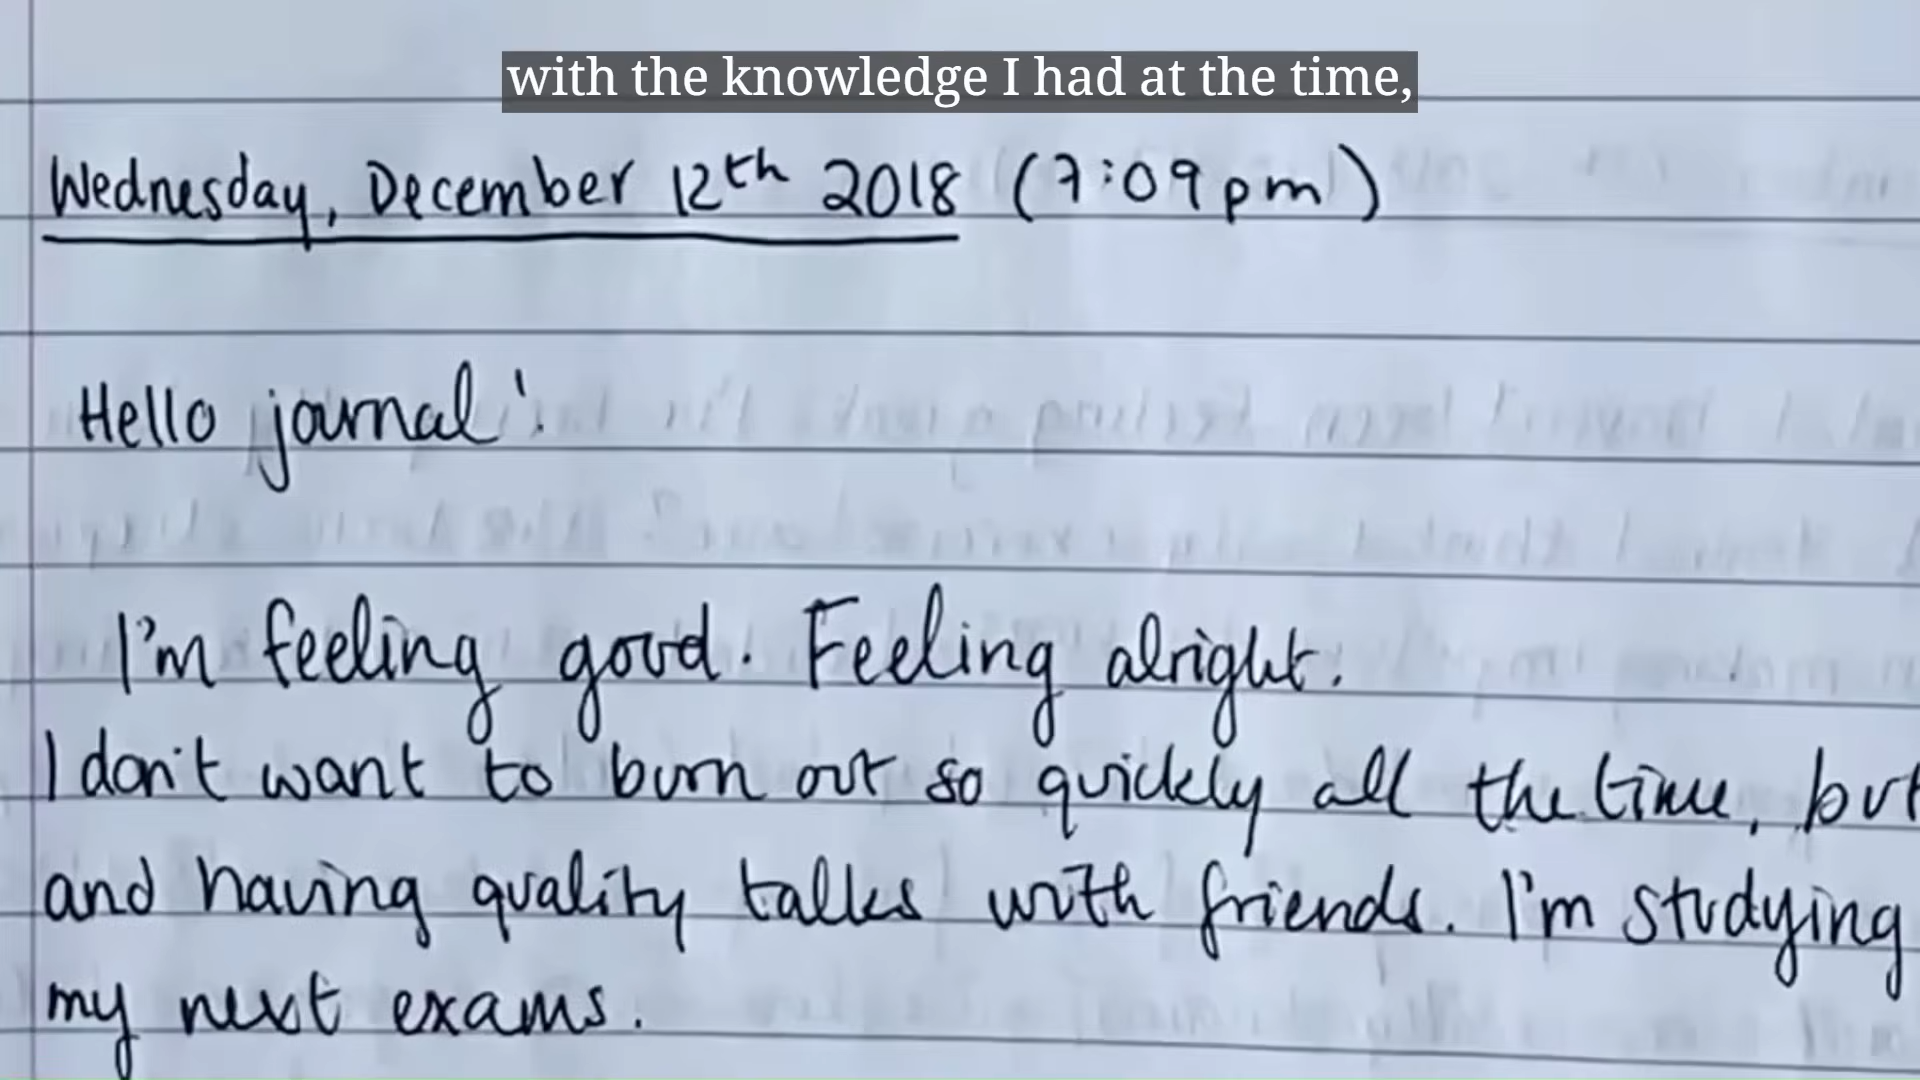 with the knowledge I had at the time,
Wednesday, December 12th 2018 (7:09pm)
Hello journal!
I'm feeling good. Feeling alright.
I don't want to burn out so quickly all the time, but
and having quality talks with friends. I'm studying
my next exams.